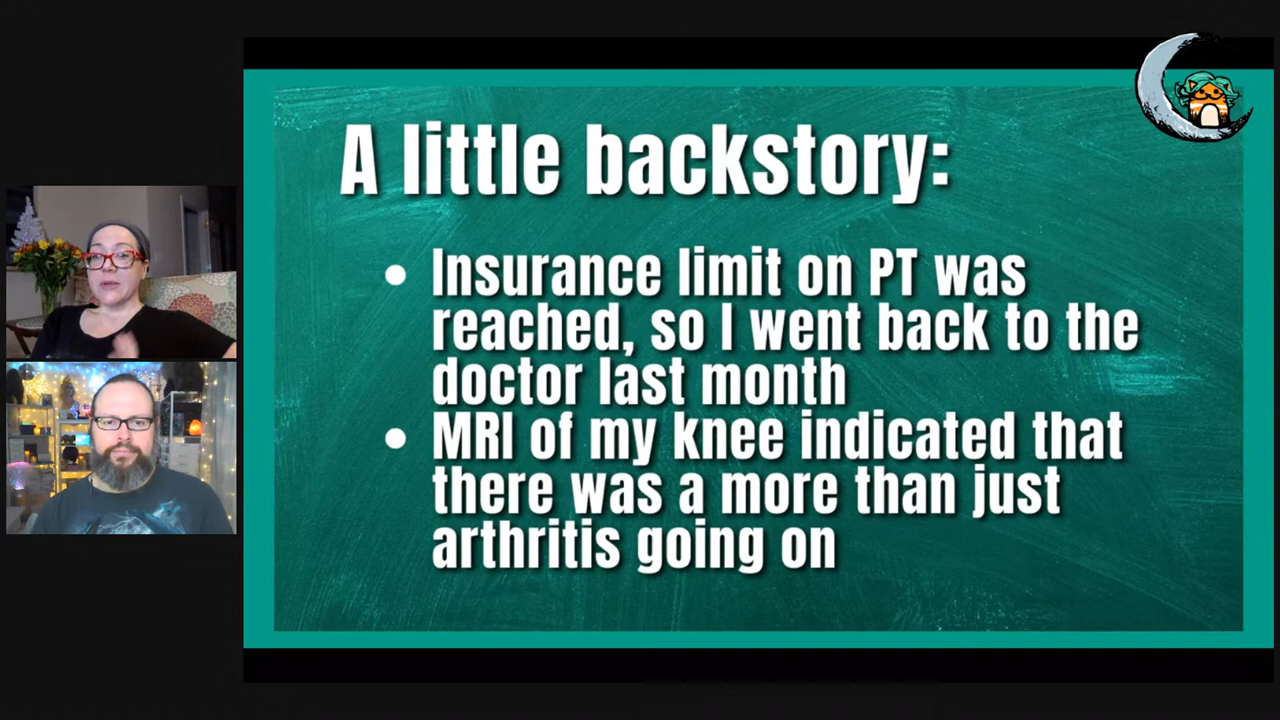 A little backstory:
• Insurance limit on PT was
reached, so I went back to the
doctor last month
• MRI of my knee indicated that
there was a more than just
arthritis going on